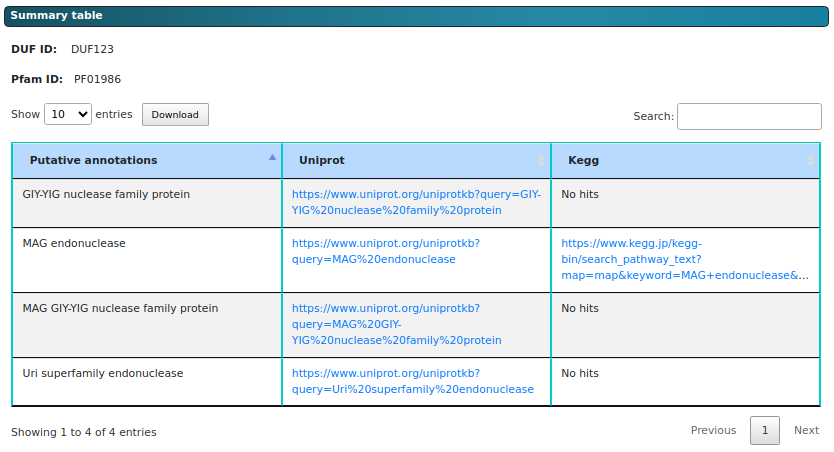 Summary table
DUF ID: DUF123
Pfam ID: PF01986
Show 10 entries Download Search:
Putative annotations Uniprot Kegg
GIY-YIG nuclease family protein https://www.uniprot.org/uniprotkb?query=GIY- No hits
YIG%20nuclease%20family%20protein
MAG endonuclease https://www.uniprot.org/uniprotkb? https://www.kegg.jp/kegg-
query=MAG%20endonuclease bin/search_pathway_text?
map=map&keyword=MAG+endonuclease&...
MAG GIY-YIG nuclease family protein https://www.uniprot.org/uniprotkb? No hits
query=MAG%20GIY-
YIG%20nuclease%20family%20protein
Uri superfamily endonuclease https://www.uniprot.org/uniprotkb? No hits
query=Uri%20superfamily%20endonuclease
Showing 1 to 4 of 4 entries Previous 1 Next